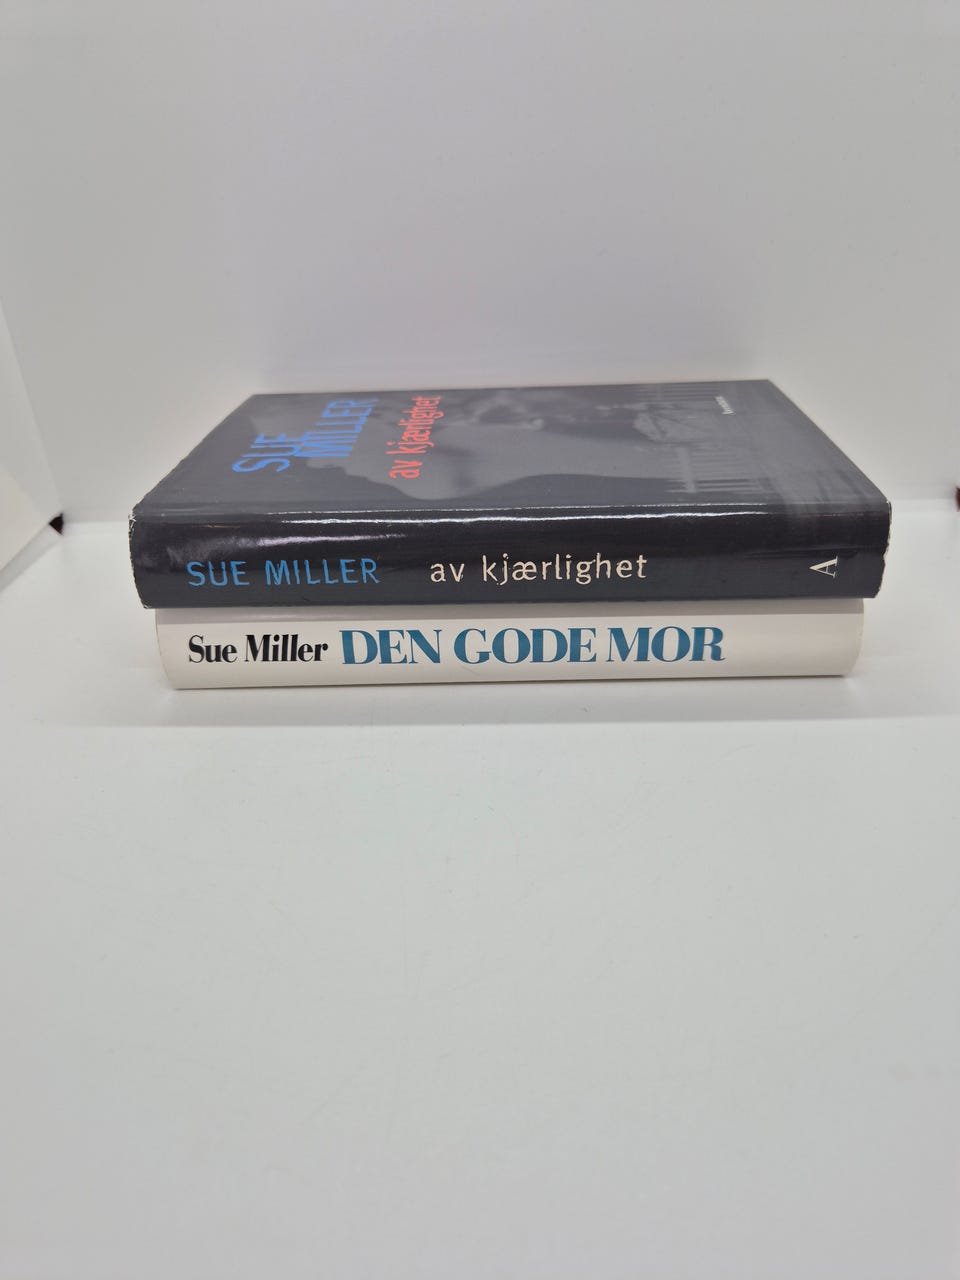 SUE
MILLER
av kjærlighet
SUE MILLER av kjærlighet A
Sue Miller DEN GODE MOR